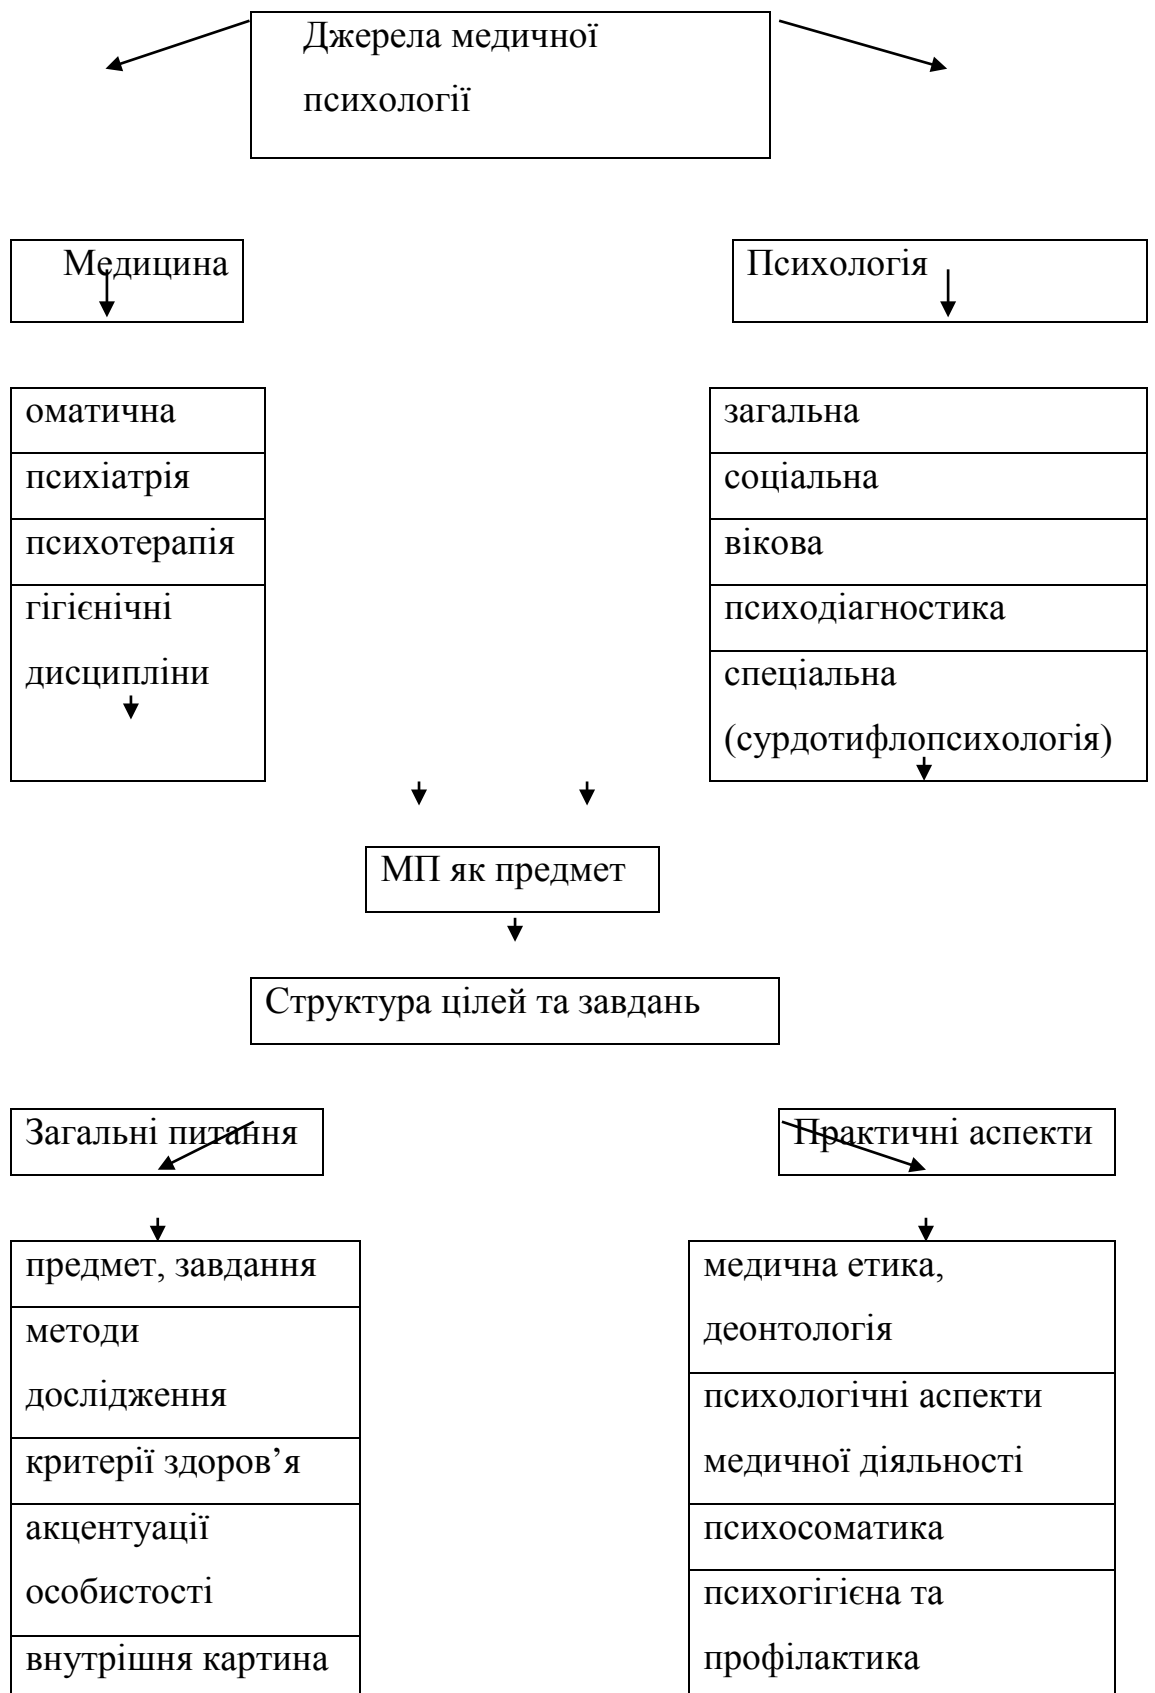 Джерела медичної
психології
Медицина
Психологія
оматична
психіатрія
психотерапія
гігієнічні
дисципліни
загальна
соціальна
вікова
психодіагностика
спеціальна
(сурдотифлопсихологія)
МП як предмет
Структура цілей та завдань
Загальні питання
Практичні аспекти
предмет, завдання
методи
дослідження
критерії здоров’я
акцентуації
особистості
внутрішня картина
медична етика,
деонтологія
психологічні аспекти
медичної діяльності
психосоматика
психогігієна та
профілактика